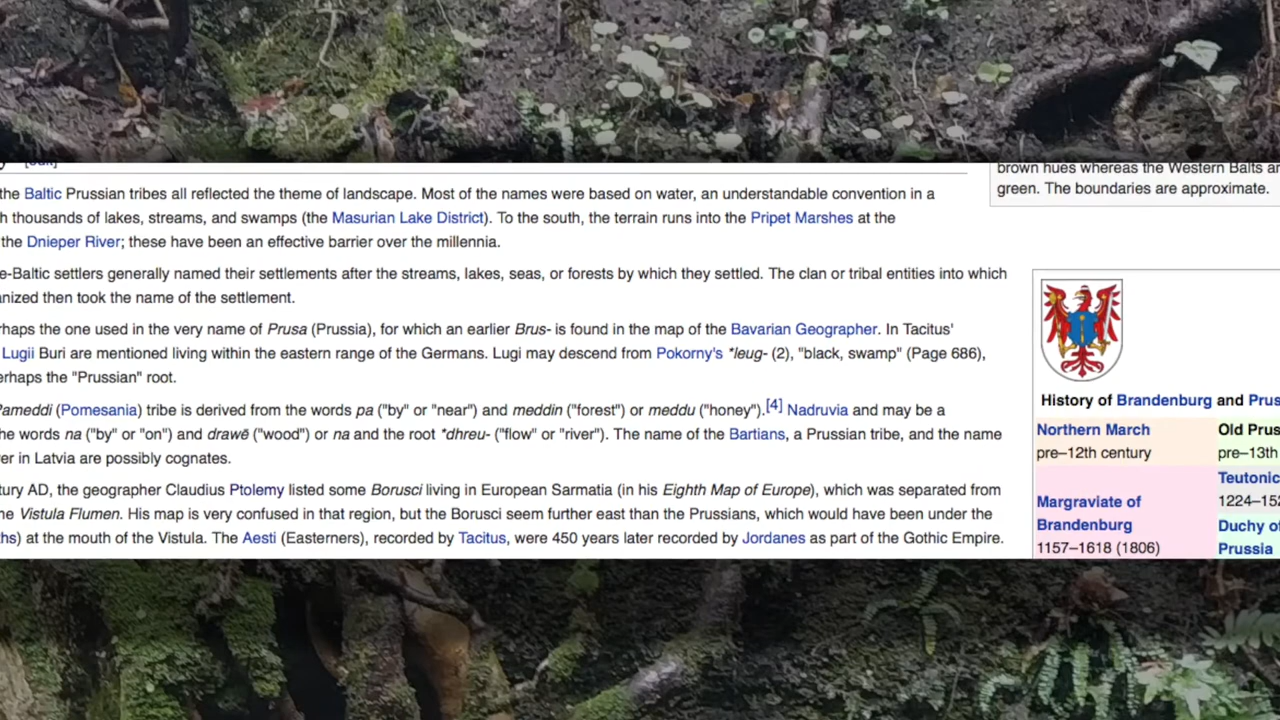 brown hues whereas the Western Balts
green. The boundaries are approximate.
the Baltic Prussian tribes all reflected the theme of landscape. Most of the names were based on water, an understandable convention in a
h thousands of lakes, streams, and swamps (the Masurian Lake District). To the south, the terrain runs into the Pripet Marshes at the
the Dnieper River; these have been an effective barrier over the millennia.
e-Baltic settlers generally named their settlements after the streams, lakes, seas, or forests by which they settled. The clan or tribal entities into which
anized then took the name of the settlement.
rhaps the one used in the very name of Prusa (Prussia), for which an earlier Brus- is found in the map of the Bavarian Geographer. In Tacitus'
Lugii Buri are mentioned living within the eastern range of the Germans. Lugi may descend from Pokorny's *leug- (2), "black, swamp" (Page 686),
erhaps the "Prussian" root.
Pameddi (Pomesania) tribe is derived from the words pa ("by" or "near") and meddin ("forest") or meddu ("honey").[4] Nadruvia and may be a
he words na ("by" or "on") and drawē ("wood") or na and the root *dhreu- ("flow" or "river"). The name of the Bartians, a Prussian tribe, and the name
er in Latvia are possibly cognates.
tury AD, the geographer Claudius Ptolemy listed some Borusci living in European Sarmatia (in his Eighth Map of Europe), which was separated from
he Vistula Flumen. His map is very confused in that region, but the Borusci seem further east than the Prussians, which would have been under the
ths) at the mouth of the Vistula. The Aesti (Easterners), recorded by Tacitus, were 450 years later recorded by Jordanes as part of the Gothic Empire.
History of Brandenburg and Prus
Northern March
pre–12th century
Old Prus
pre–13th
Margraviate of
Brandenburg
1157–1618 (1806)
Teutonic
1224–152
Duchy of
Prussia